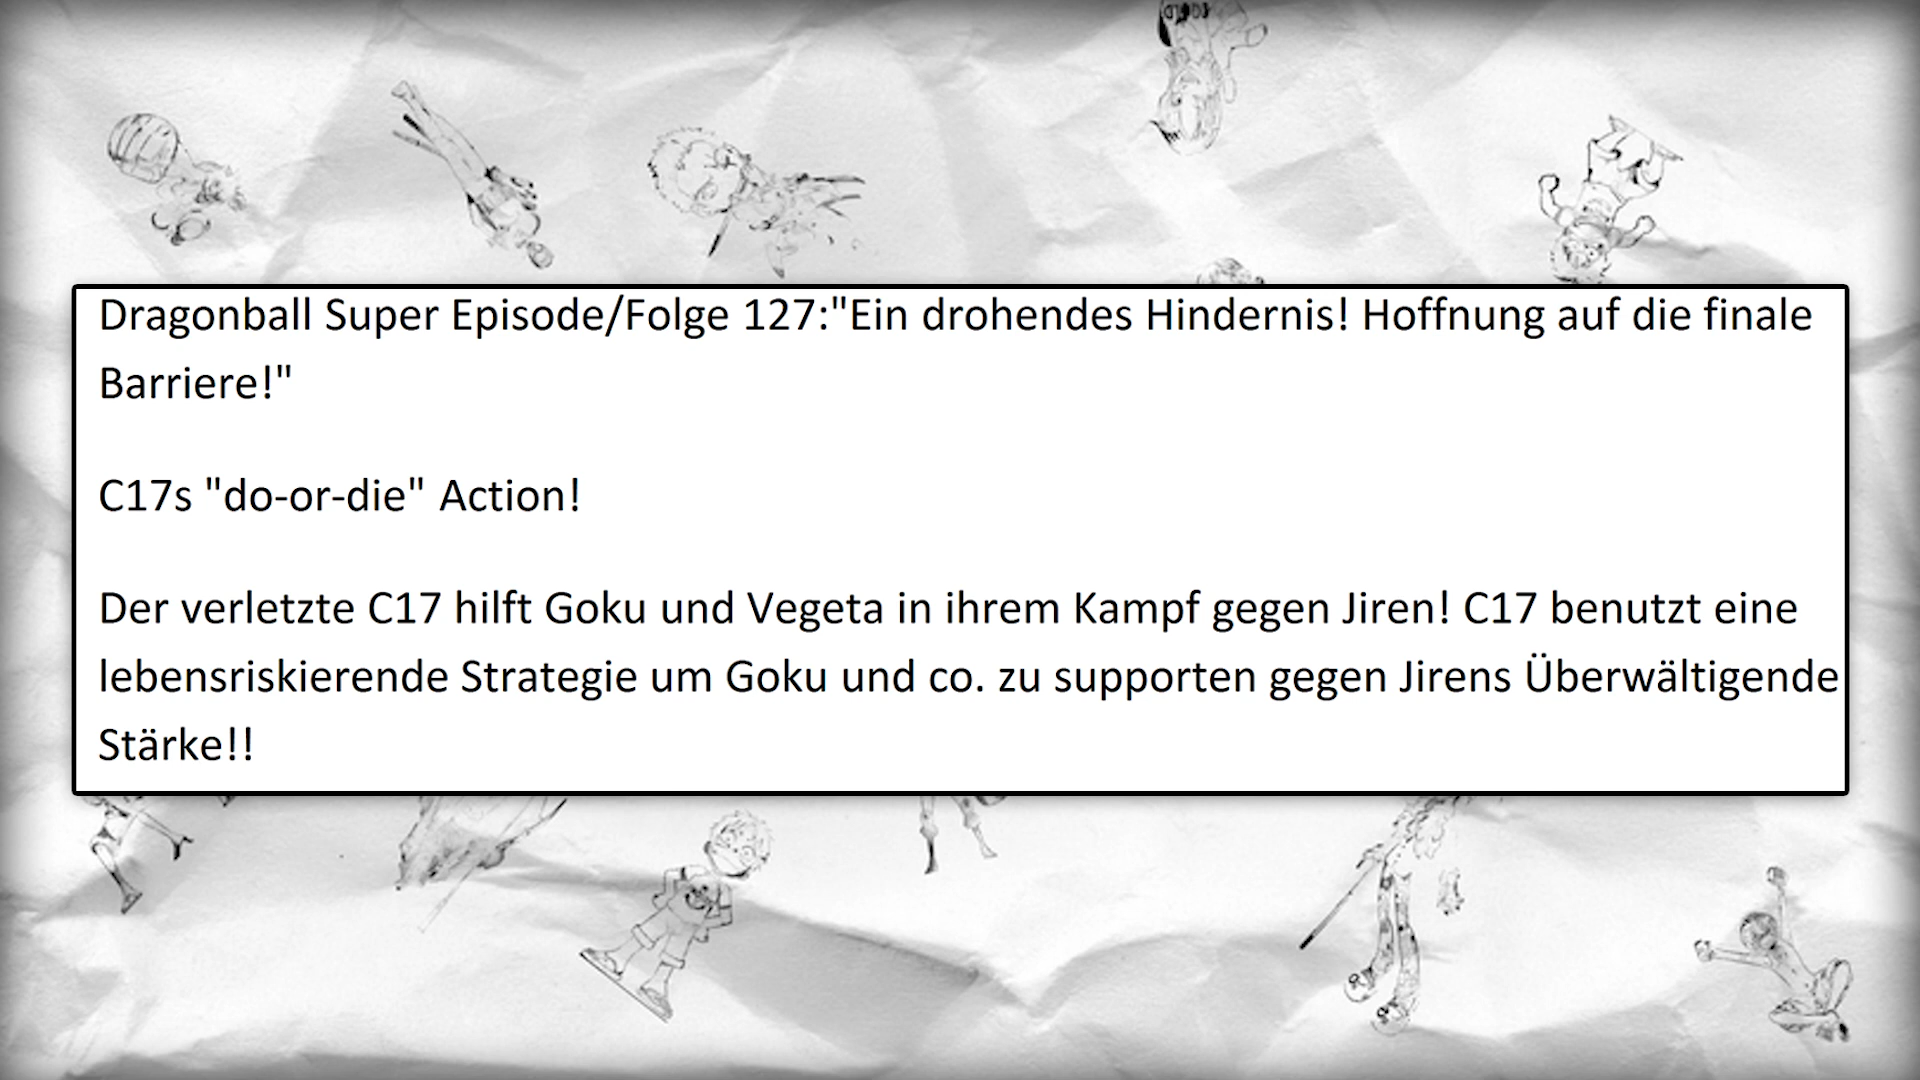 Dragonball Super Episode/Folge 127:"Ein drohendes Hindernis! Hoffnung auf die finale
Barriere!"
C17s "do-or-die" Action!
Der verletzte C17 hilft Goku und Vegeta in ihrem Kampf gegen Jiren! C17 benutzt eine
lebensriskierende Strategie um Goku und co. zu supporten gegen Jirens Überwältigende
Stärke!!